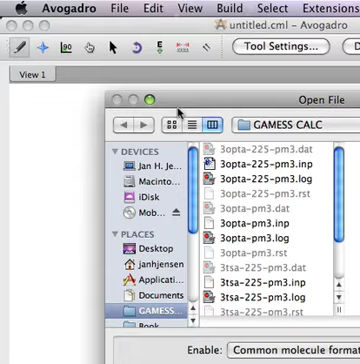 Avogadro File Edit View Build Select Extensions
untitled.cml - Avogadro
Tool Settings...
View 1
Open File
GAMESS CALC
DEVICES
Jan H. Je...
Macinto...
iDisk
Mob...
PLACES
Desktop
janhjensen
Applicati...
Documents
GAMESS...
Book
3opta-225-pm3.dat
3opta-225-pm3.inp
3opta-225-pm3.log
3opta-225-pm3.rst
3opta-pm3.dat
3opta-pm3.inp
3opta-pm3.log
3opta-pm3.rst
3tsa-225-pm3.dat
3tsa-225-pm3.inp
3tsa-225-pm3.log
3tsa-225-pm3.rst
Enable: Common molecule format